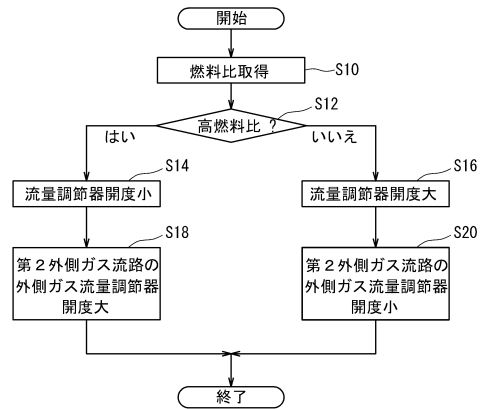 開始
燃料比取得
S10
高燃料比 ?
S12
はい
いいえ
流量調節器開度小
S14
流量調節器開度大
S16
第２外側ガス流路の
外側ガス流量調節器
開度大
S18
第２外側ガス流路の
外側ガス流量調節器
開度小
S20
終了